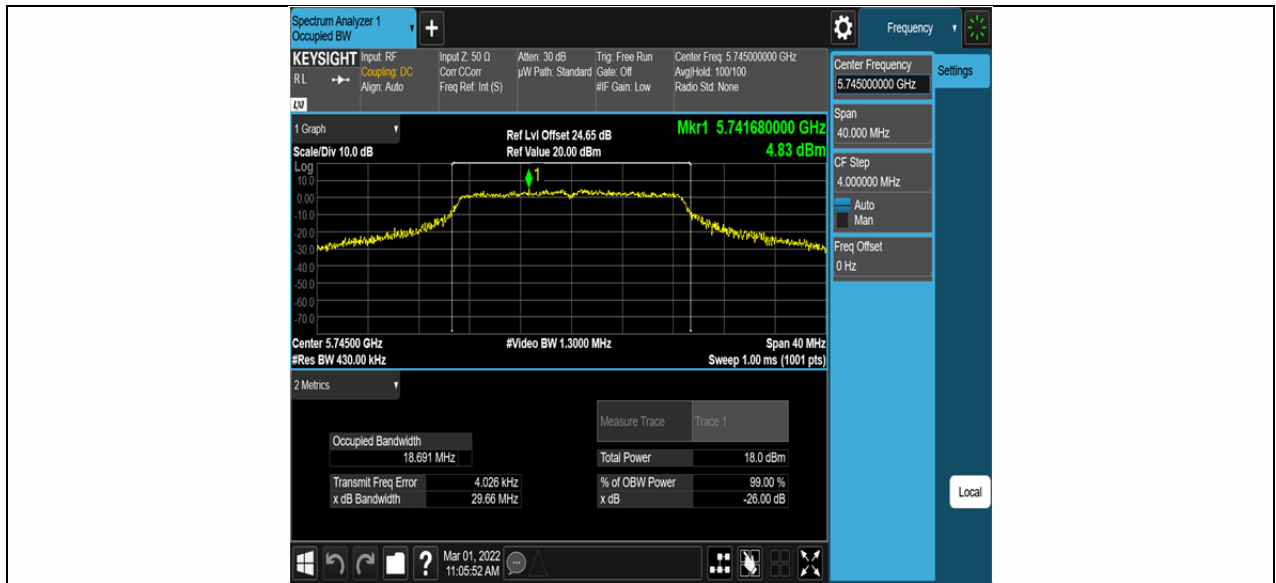 Spectrum Analyzer 1
Occupied BW
+
Frequency
KEYSIGHT
RL
LXI
Input: RF
Coupling: DC
Align: Auto
Input Z: 50 Ω
Corr CCorr
Freq Ref: Int (S)
Atten: 30 dB
µW Path: Standard
Trig: Free Run
Gate: Off
#IF Gain: Low
Center Freq: 5.745000000 GHz
Avg|Hold: 100/100
Radio Std: None
Center Frequency
5.745000000 GHz
Settings
Span
40.000 MHz
CF Step
4.000000 MHz
Auto
Man
Freq Offset
0 Hz
Local
1 Graph
Scale/Div 10.0 dB
Ref Lvl Offset 24.65 dB
Ref Value 20.00 dBm
Mkr1 5.741680000 GHz
4.83 dBm
Log
1
10.0
0.00
-10.0
-20.0
-30.0
-40.0
-50.0
-60.0
-70.0
Center 5.74500 GHz
#Video BW 1.3000 MHz
Span 40 MHz
#Res BW 430.00 kHz
Sweep 1.00 ms (1001 pts)
2 Metrics
Measure Trace Trace 1
Occupied Bandwidth
18.691 MHz
Total Power 18.0 dBm
Transmit Freq Error 4.026 kHz
% of OBW Power 99.00 %
x dB Bandwidth 29.66 MHz
x dB -26.00 dB
?
Mar 01, 2022
11:05:52 AM